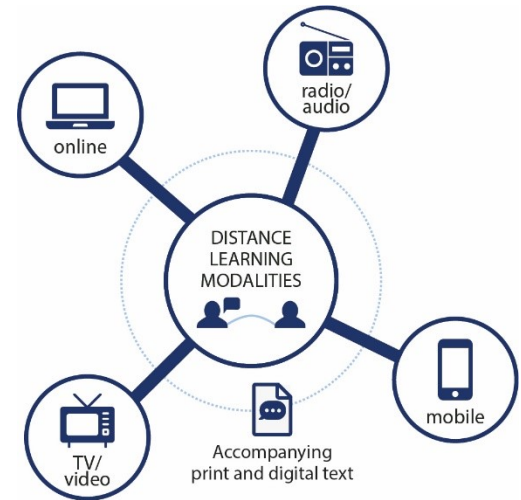 radio/
audio
online
DISTANCE
LEARNING
MODALITIES
mobile
TV/
video
Accompanying
print and digital text